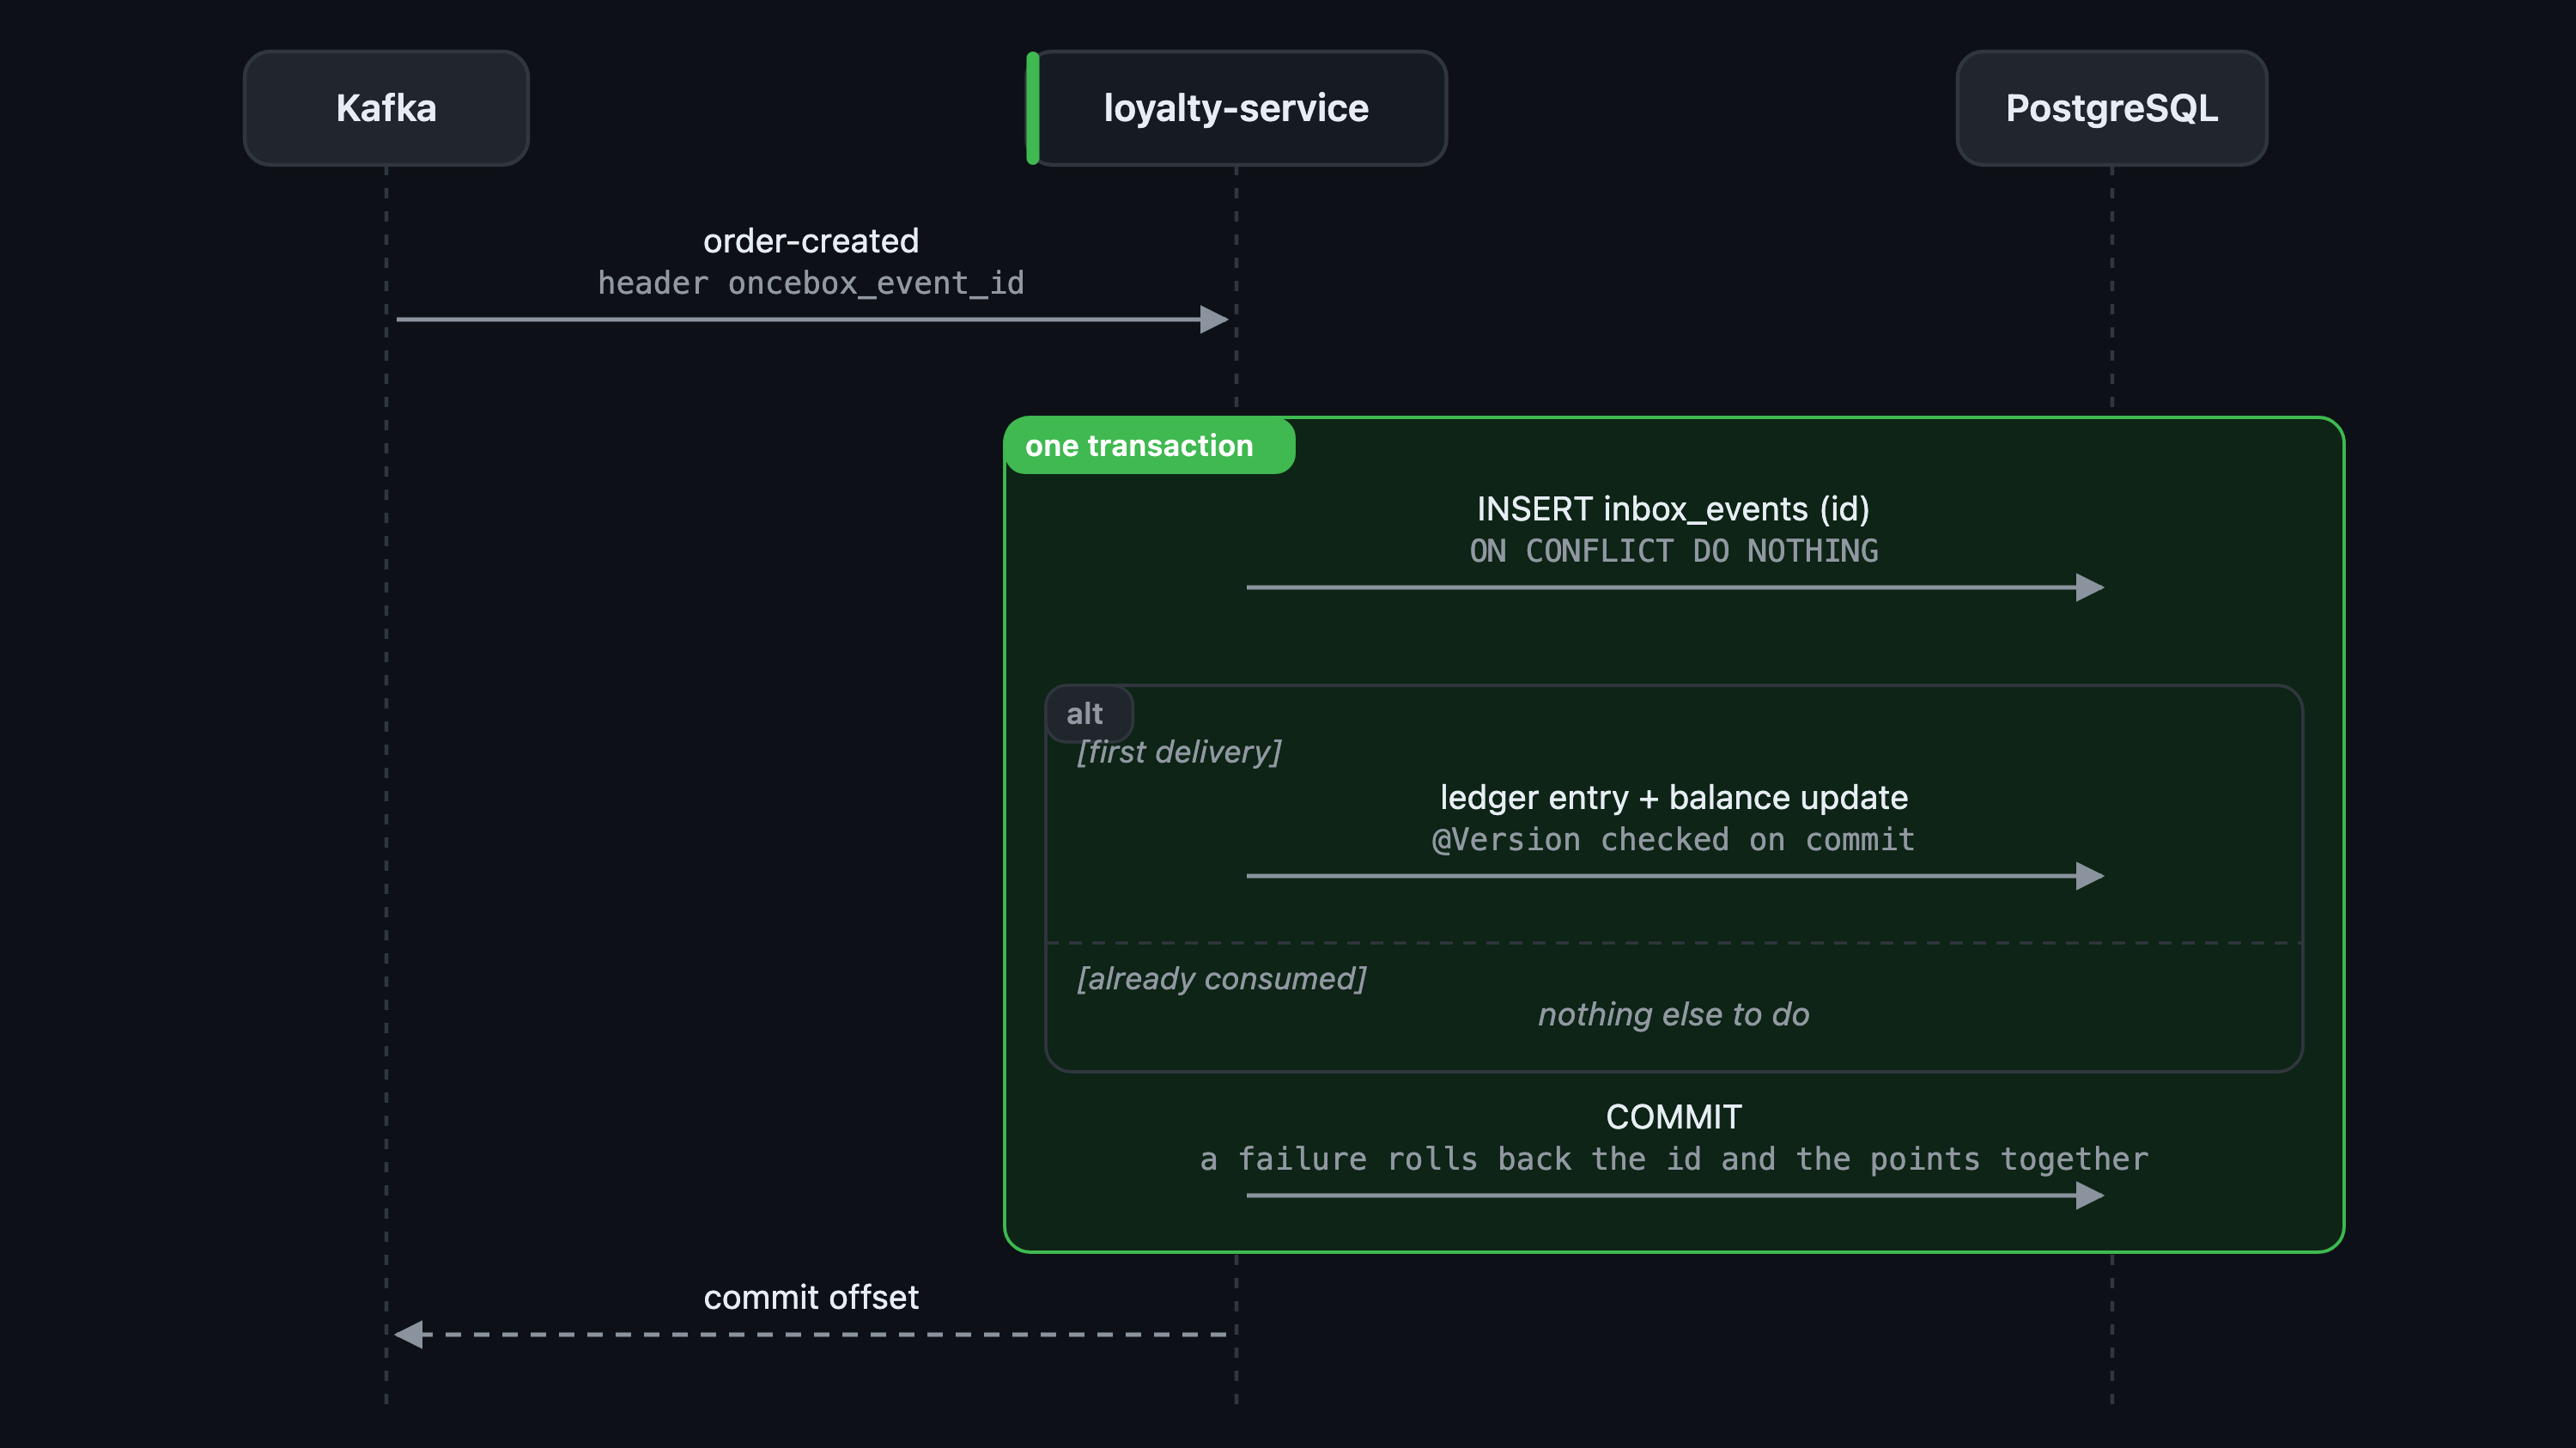 Kafka
loyalty-service
PostgreSQL
order-created
header oncebox_event_id
one transaction
INSERT inbox_events (id)
ON CONFLICT DO NOTHING
alt
[first delivery]
ledger entry + balance update
@Version checked on commit
[already consumed]
nothing else to do
COMMIT
a failure rolls back the id and the points together
commit offset